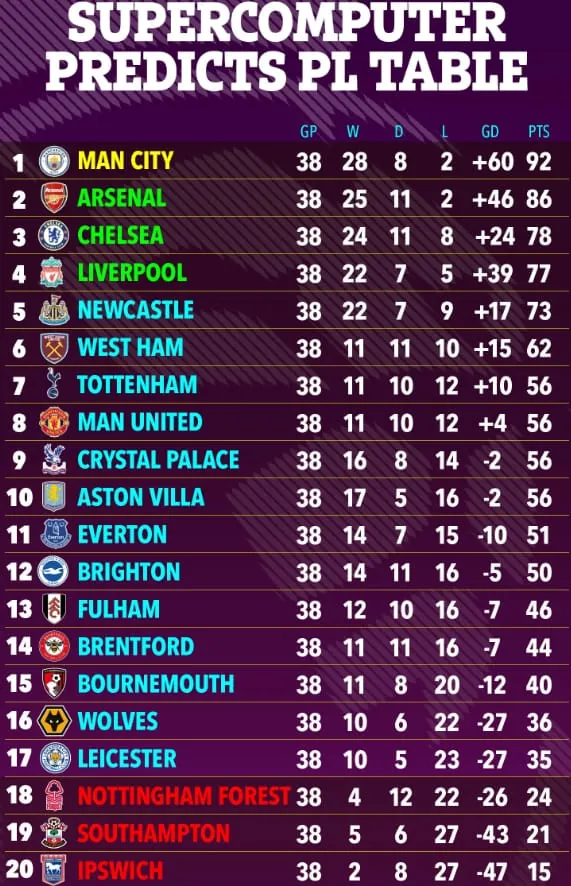 SUPERCOMPUTER
PREDICTS PL TABLE
GP W D L GD PTS
1 MAN CITY 38 28 8 2 +60 92
2 ARSENAL 38 25 11 2 +46 86
3 CHELSEA 38 24 11 8 +24 78
4 LIVERPOOL 38 22 7 5 +39 77
5 NEWCASTLE 38 22 7 9 +17 73
6 WEST HAM 38 11 11 10 +15 62
7 TOTTENHAM 38 11 10 12 +10 56
8 MAN UNITED 38 11 10 12 +4 56
9 CRYSTAL PALACE 38 16 8 14 -2 56
10 ASTON VILLA 38 17 5 16 -2 56
11 EVERTON 38 14 7 15 -10 51
12 BRIGHTON 38 14 11 16 -5 50
13 FULHAM 38 12 10 16 -7 46
14 BRENTFORD 38 11 11 16 -7 44
15 BOURNEMOUTH 38 11 8 20 -12 40
16 WOLVES 38 10 6 22 -27 36
17 LEICESTER 38 10 5 23 -27 35
18 NOTTINGHAM FOREST 38 4 12 22 -26 24
19 SOUTHAMPTON 38 5 6 27 -43 21
20 IPSWICH 38 2 8 27 -47 15